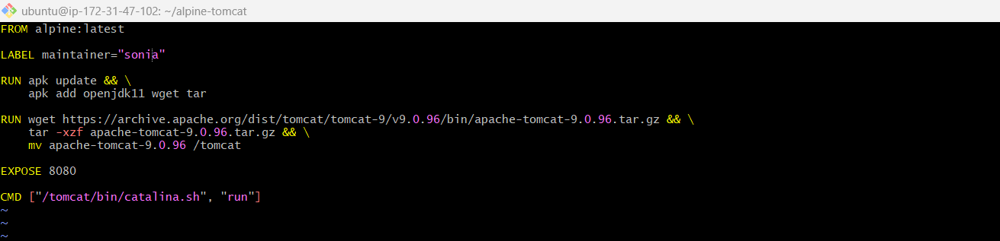 ubuntu@ip-172-31-47-102: ~/alpine-tomcat
FROM alpine:latest
LABEL maintainer="sonia"
RUN apk update && \
    apk add openjdk11 wget tar
RUN wget https://archive.apache.org/dist/tomcat/tomcat-9/v9.0.96/bin/apache-tomcat-9.0.96.tar.gz && \
    tar -xzf apache-tomcat-9.0.96.tar.gz && \
    mv apache-tomcat-9.0.96 /tomcat
EXPOSE 8080
CMD ["/tomcat/bin/catalina.sh", "run"]
~
~
~